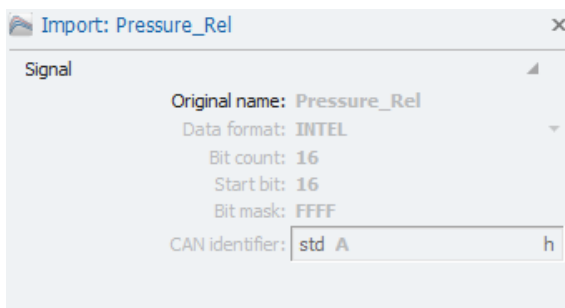 Import: Pressure_Rel
Signal
Original name: Pressure_Rel
Data format: INTEL
Bit count: 16
Start bit: 16
Bit mask: FFFF
CAN identifier: std A h